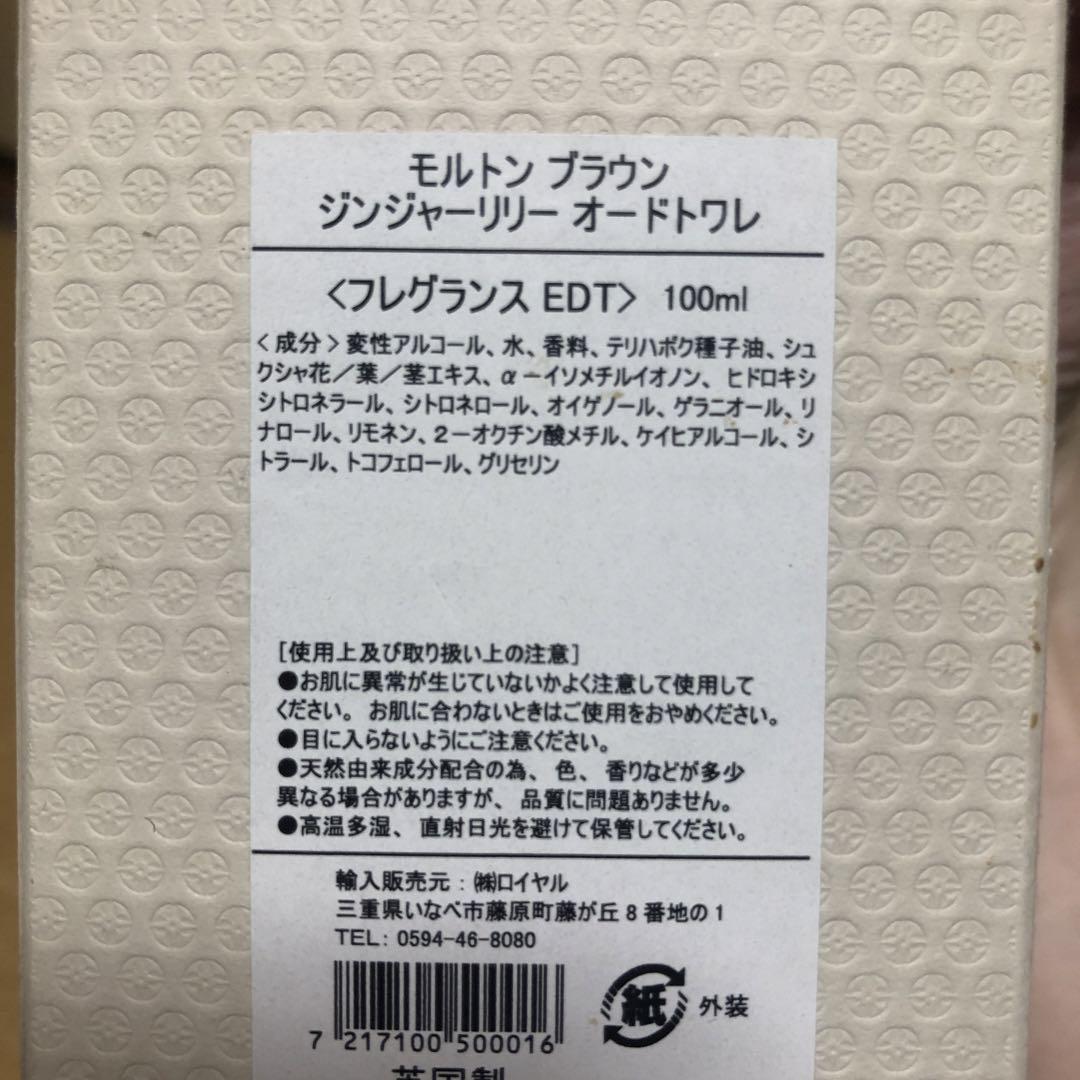 モルトン ブラウン
ジンジャーリリー オードトワレ
<フレグランス EDT> 100ml
<成分>変性アルコール、水、香料、テリハボク種子油、シュ
クシャ花／葉／茎エキス、α－イソメチルイオノン、ヒドロキシ
シトロネラール、シトロネロール、オイゲノール、ゲラニオール、リ
ナロール、リモネン、２－オクチン酸メチル、ケイヒアルコール、シ
トラール、トコフェロール、グリセリン
[使用上及び取り扱い上の注意]
●お肌に異常が生じていないかよく注意して使用して
ください。お肌に合わないときはご使用をおやめください。
●目に入らないようにご注意ください。
●天然由来成分配合の為、色、香りなどが多少
異なる場合がありますが、品質に問題ありません。
●高温多湿、直射日光を避けて保管してください。
輸入販売元：㈱ロイヤル
三重県いなべ市藤原町藤が丘８番地の１
TEL: 0594-46-8080
紙 外装
7 217100 500016
英国製